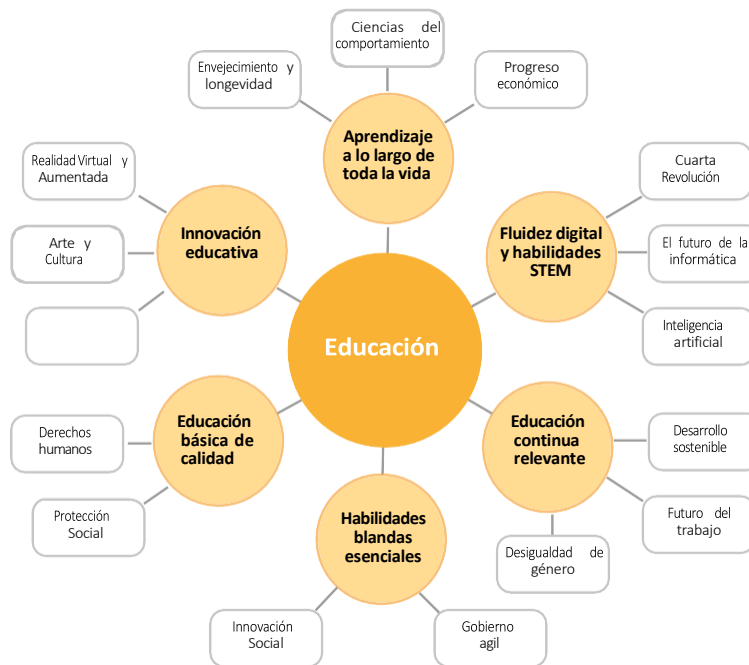 Ciencias del
comportamiento
Envejecimiento y
longevidad
Progreso
económico
Aprendizaje
a lo largo de
toda la vida
Realidad Virtual y
Aumentada
Cuarta
Revolución
Arte y
Cultura
Innovación
educativa
Fluidez digital
y habilidades
STEM
El futuro de la
informática
Inteligencia
artificial
Educación
Derechos
humanos
Educación
básica de
calidad
Educación
continua
relevante
Desarrollo
sostenible
Protección
Social
Habilidades
blandas
esenciales
Futuro del
trabajo
Desigualdad de
género
Innovación
Social
Gobierno
agil